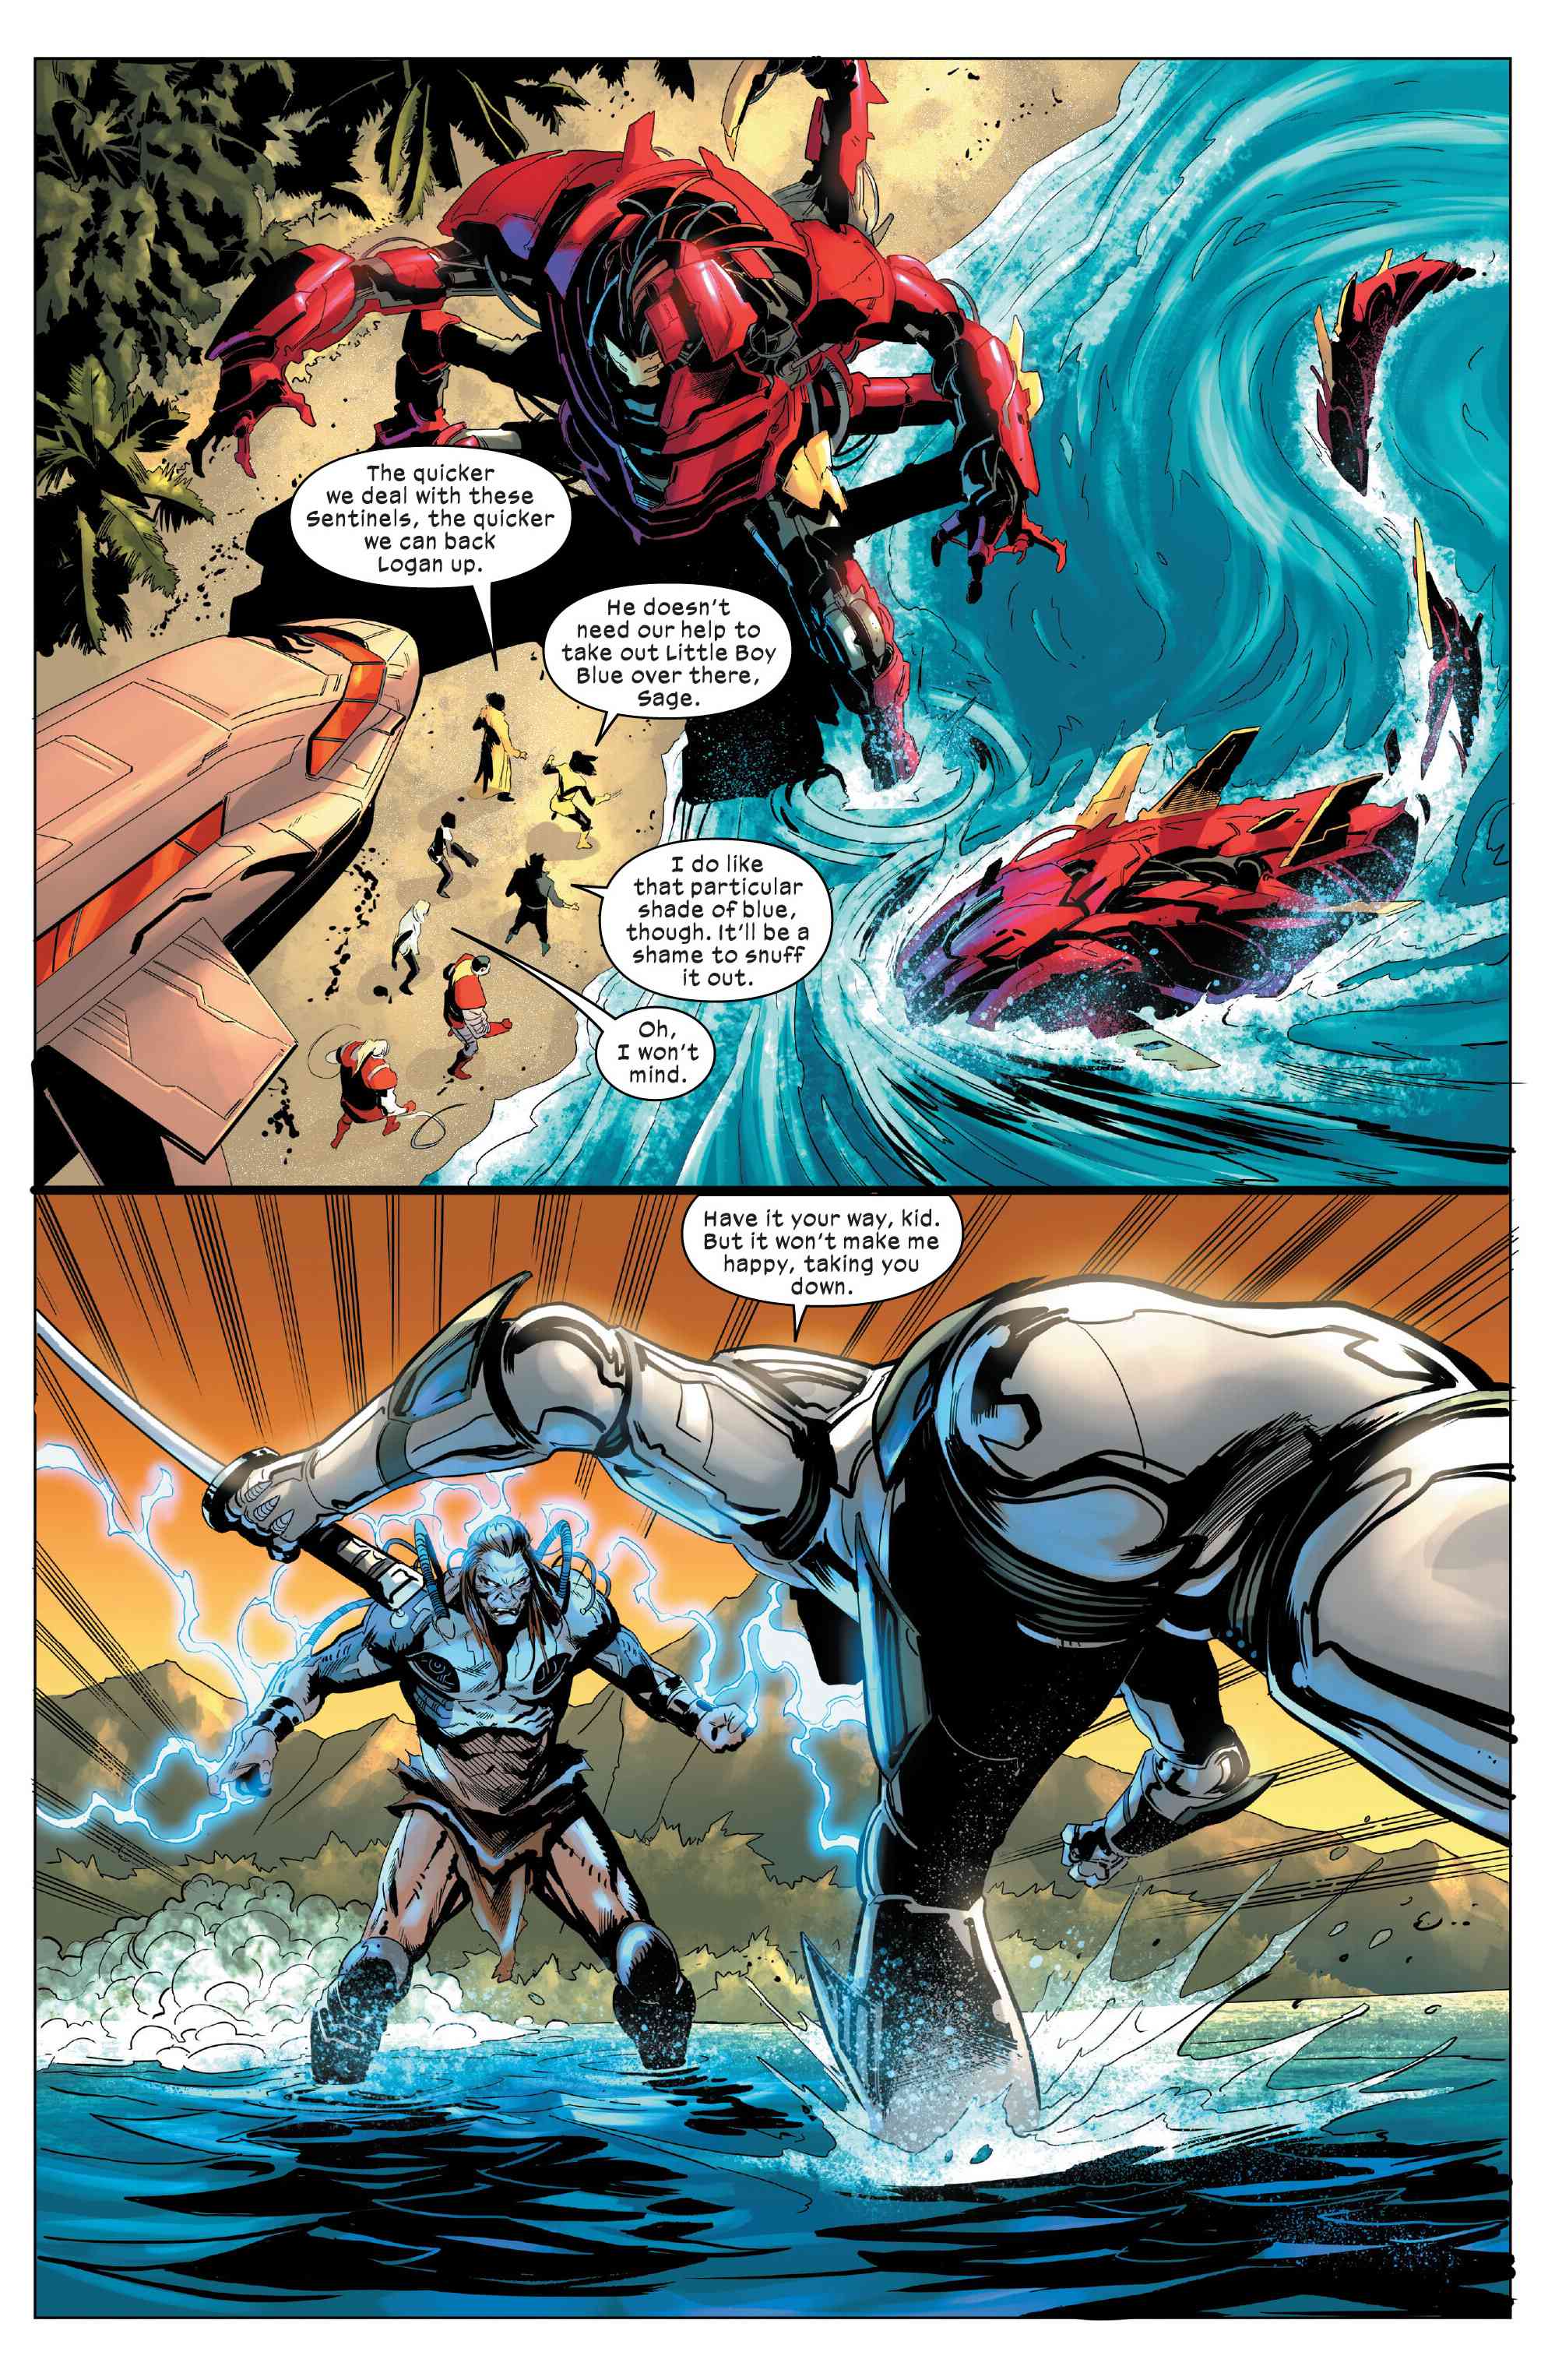 The quicker
we deal with these
Sentinels, the quicker
we can back
Logan up.
He doesn't
need our help to
take out Little Boy
Blue over there,
Sage.
I do like
that particular
shade of blue,
though. It'll be a
shame to snuff
it out.
Oh,
I won't
mind.
Have it your way, kid.
But it won't make me
happy, taking you
down.